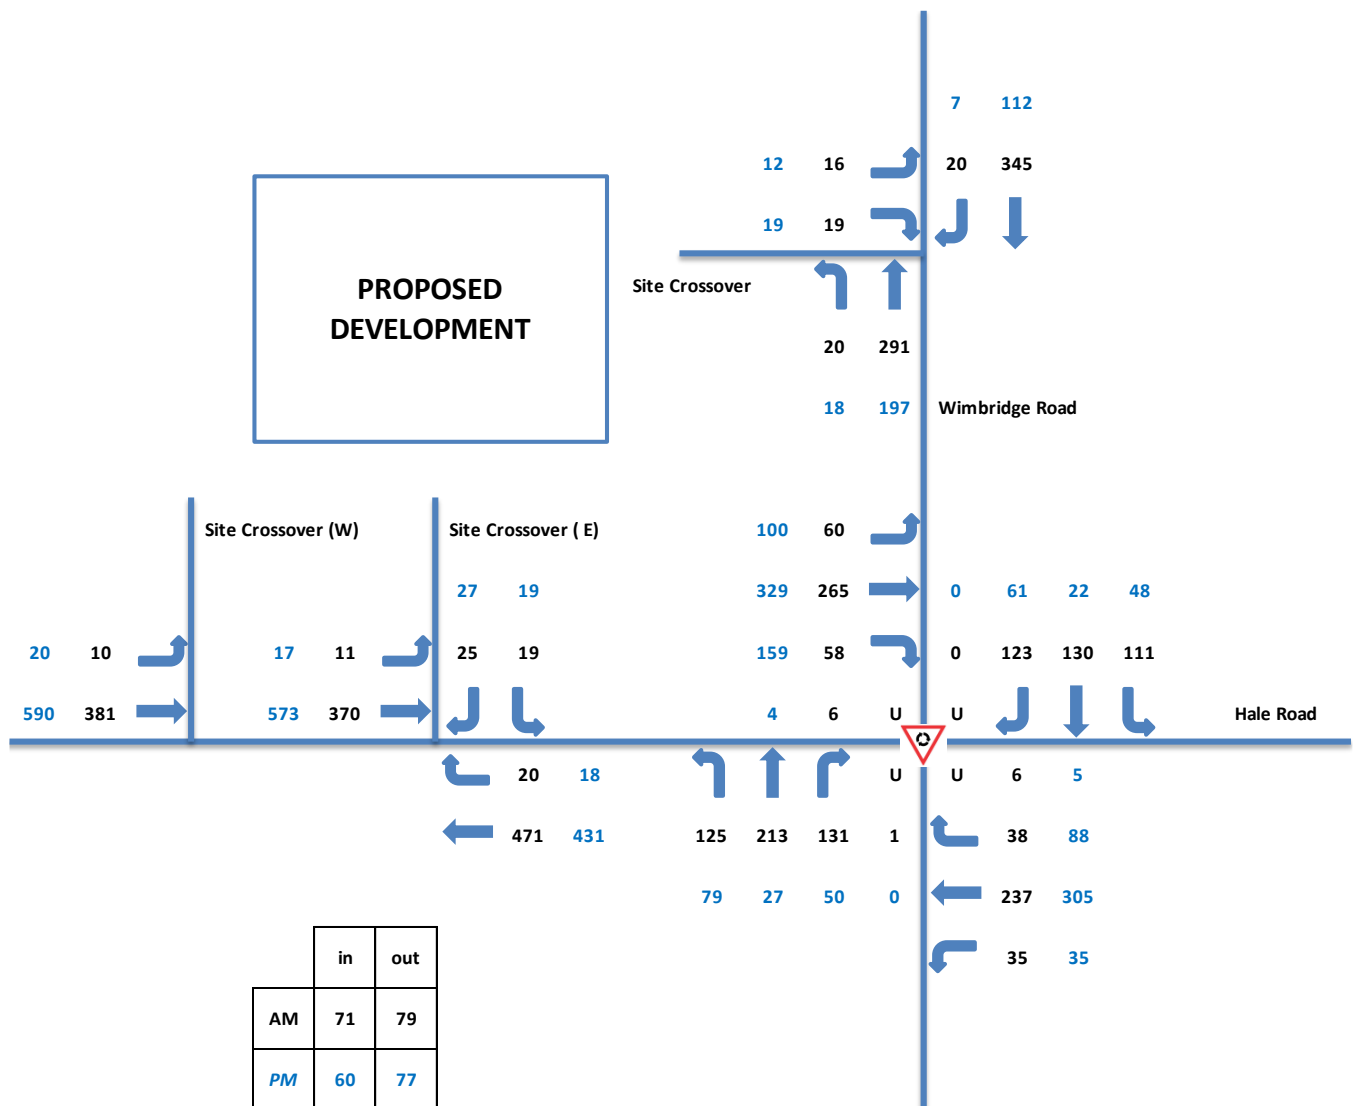 7 112
12 16 20 345
19 19
PROPOSED
DEVELOPMENT
Site Crossover
20 291
18 197 Wimbridge Road
Site Crossover (W) Site Crossover ( E) 100 60
27 19 329 265 0 61 22 48
20 10 17 11 25 19 159 58 0 123 130 111
590 381 573 370 4 6 U U Hale Road
20 18 U U 6 5
471 431 125 213 131 1 38 88
79 27 50 0 237 305
in out 35 35
AM 71 79
PM 60 77